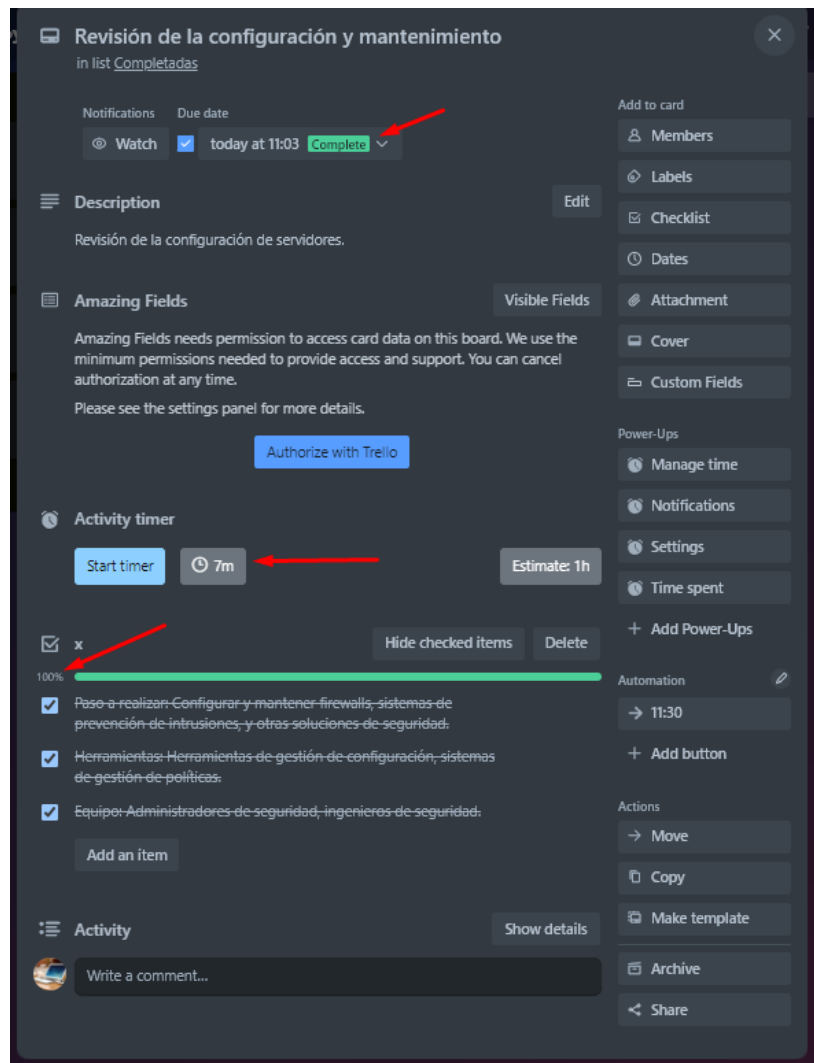 Revisión de la configuración y mantenimiento
in list Completadas
Notifications
Due date
Watch
today at 11:03 Complete
Description
Edit
Revisión de la configuración de servidores.
Amazing Fields
Visible Fields
Amazing Fields needs permission to access card data on this board. We use the
minimum permissions needed to provide access and support. You can cancel
authorization at any time.
Please see the settings panel for more details.
Authorize with Trello
Activity timer
Start timer
7m
Estimate: 1h
x
Hide checked items
Delete
100%
Paso a realizar: Configurar y mantener firewalls, sistemas de
prevención de intrusiones, y otras soluciones de seguridad.
Herramientas: Herramientas de gestión de configuración, sistemas
de gestión de políticas.
Equipo: Administradores de seguridad, ingenieros de seguridad.
Add an item
Activity
Show details
Write a comment...
Add to card
Members
Labels
Checklist
Dates
Attachment
Cover
Custom Fields
Power-Ups
Manage time
Notifications
Settings
Time spent
+ Add Power-Ups
Automation
→ 11:30
+ Add button
Actions
→ Move
Copy
Make template
Archive
Share